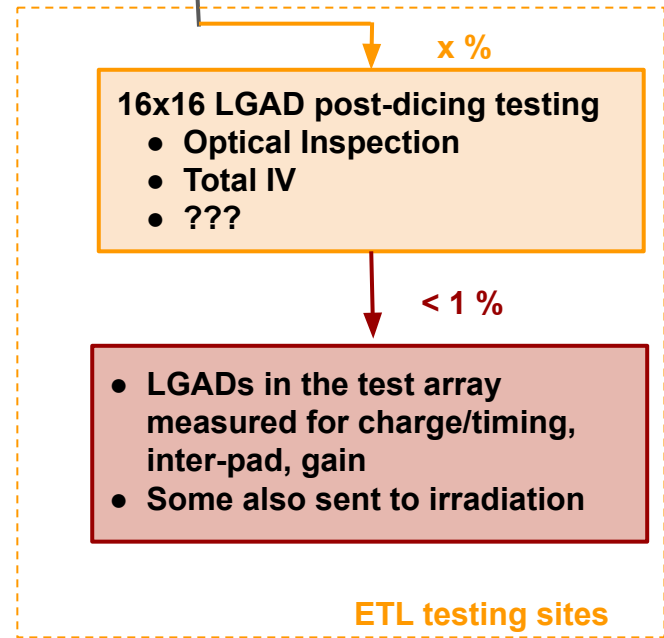 x %
16x16 LGAD post-dicing testing
● Optical Inspection
● Total IV
● ???
< 1 %
● LGADs in the test array
measured for charge/timing,
inter-pad, gain
● Some also sent to irradiation
ETL testing sites